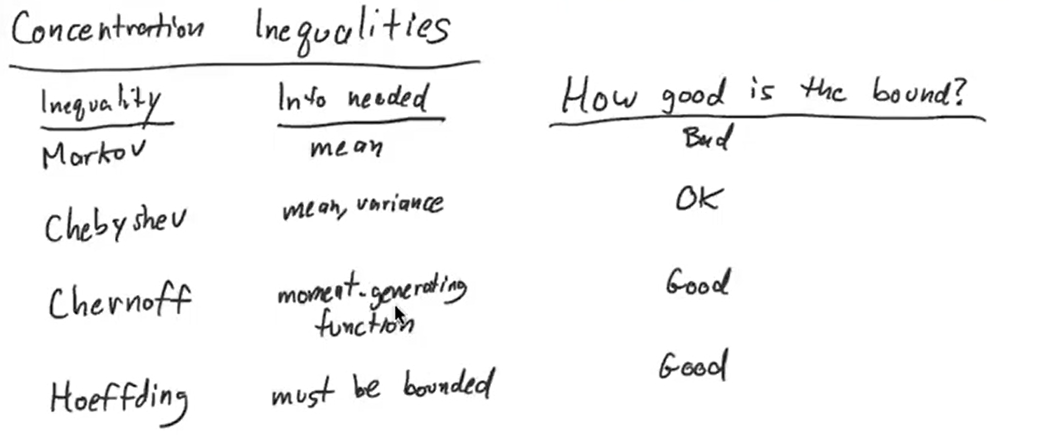 Concentration Inequalities
Inequality Info needed How good is the bound?
Markov mean Bad
Chebyshev mean, variance OK
Chernoff moment-generating function Good
Hoeffding must be bounded Good